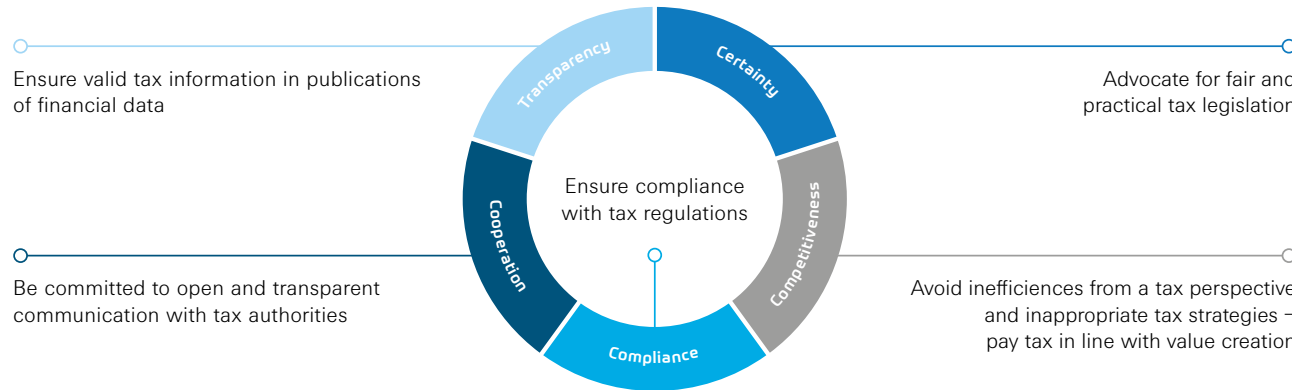 Transparency
Certainty
Ensure valid tax information in publications
of financial data
Advocate for fair and
practical tax legislation
Ensure compliance
with tax regulations
Cooperation
Competitiveness
Be committed to open and transparent
communication with tax authorities
Avoid inefficiences from a tax perspective
and inappropriate tax strategies –
pay tax in line with value creation
Compliance